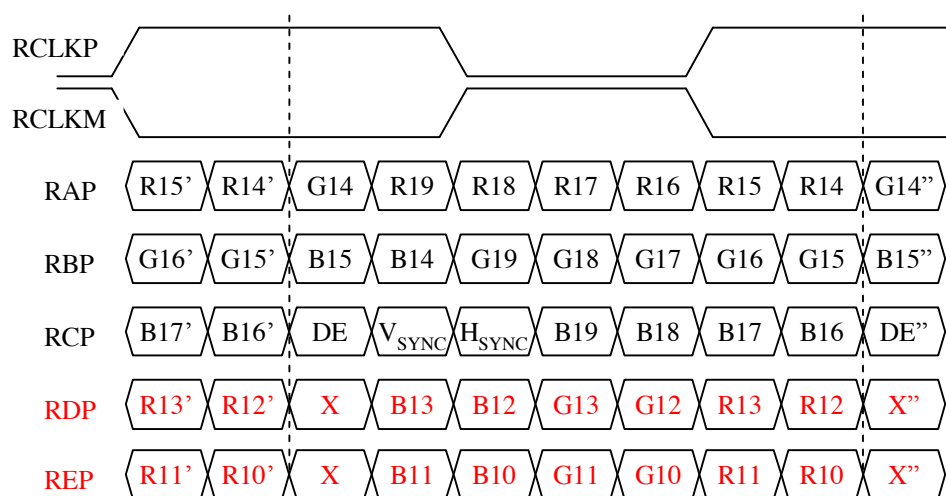 RCLKP
RCLKM
RAP R15’ R14’ G14 R19 R18 R17 R16 R15 R14 G14”
RBP G16’ G15’ B15 B14 G19 G18 G17 G16 G15 B15”
RCP B17’ B16’ DE VSYNC HSYNC B19 B18 B17 B16 DE”
RDP R13’ R12’ X B13 B12 G13 G12 R13 R12 X”
REP R11’ R10’ X B11 B10 G11 G10 R11 R10 X”